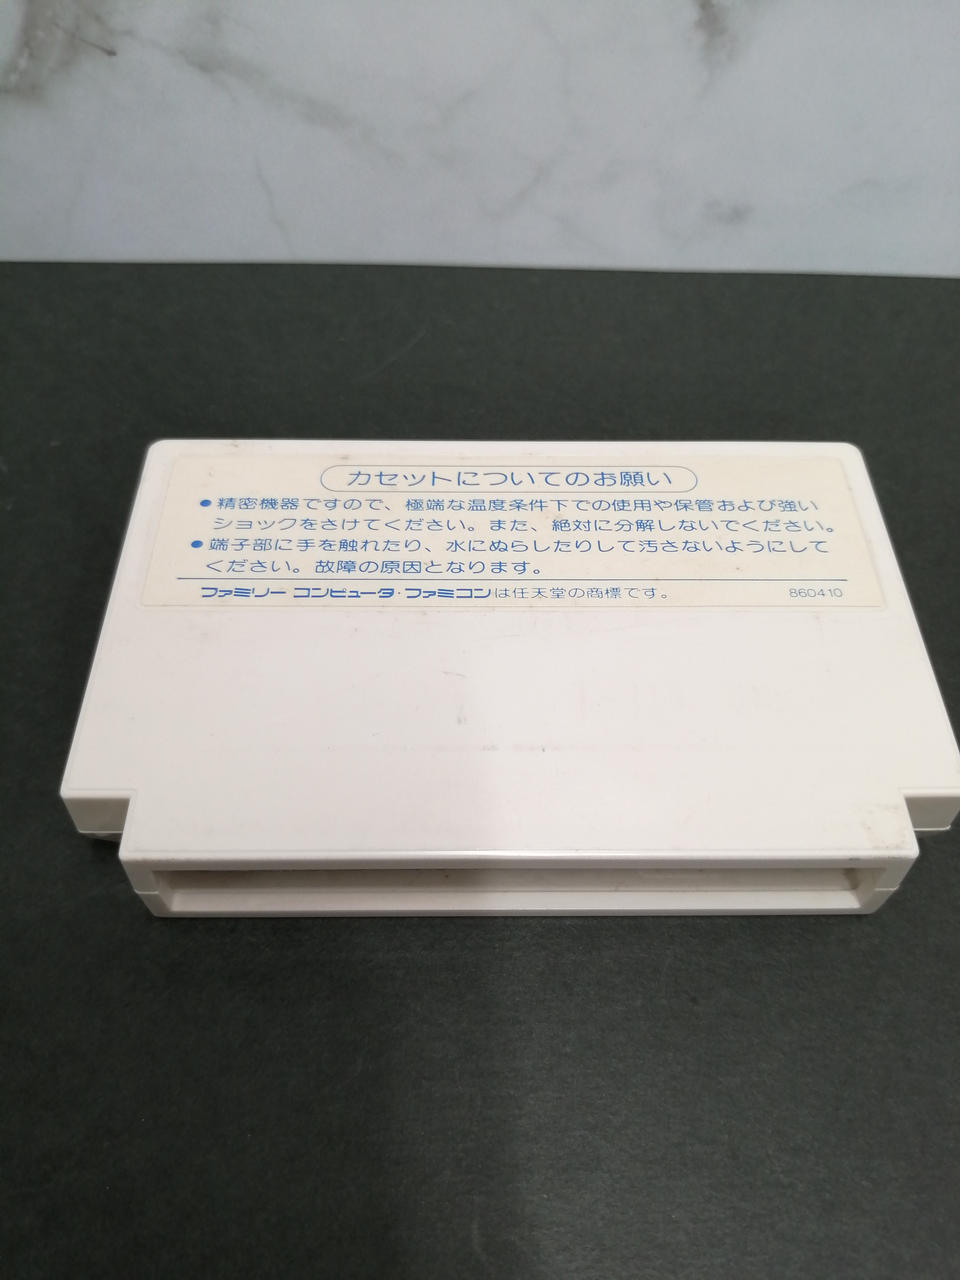 カセットについてのお願い
●精密機器ですので、極端な温度条件下での使用や保管および強い
ショックをさけてください。また、絶対に分解しないでください。
●端子部に手を触れたり、水にぬらしたりして汚さないようにして
ください。故障の原因となります。
ファミリー コンピュータ・ファミコンは任天堂の商標です。 860410